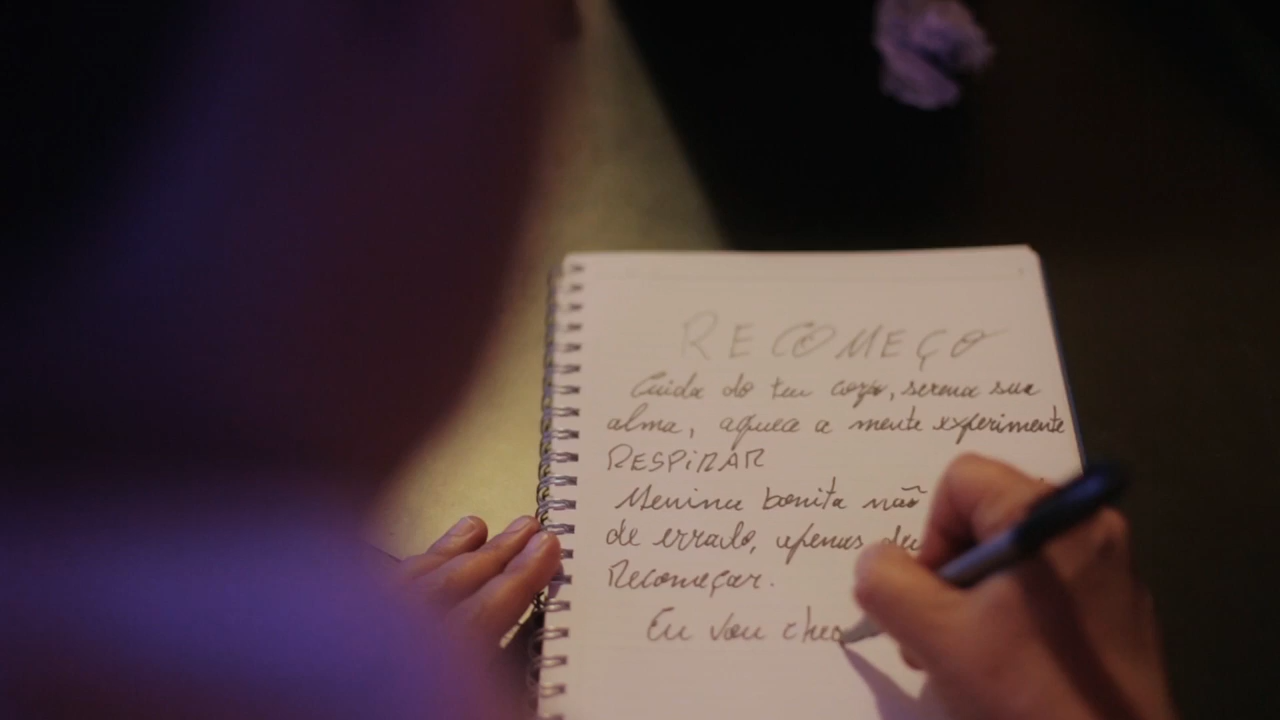 RECOMEÇO
Cuida do teu corpo, serena sua
alma, aquece a mente experimente
RESPIRAR
Menina bonita não
de errado, apenas
Recomeçar.
Eu vou